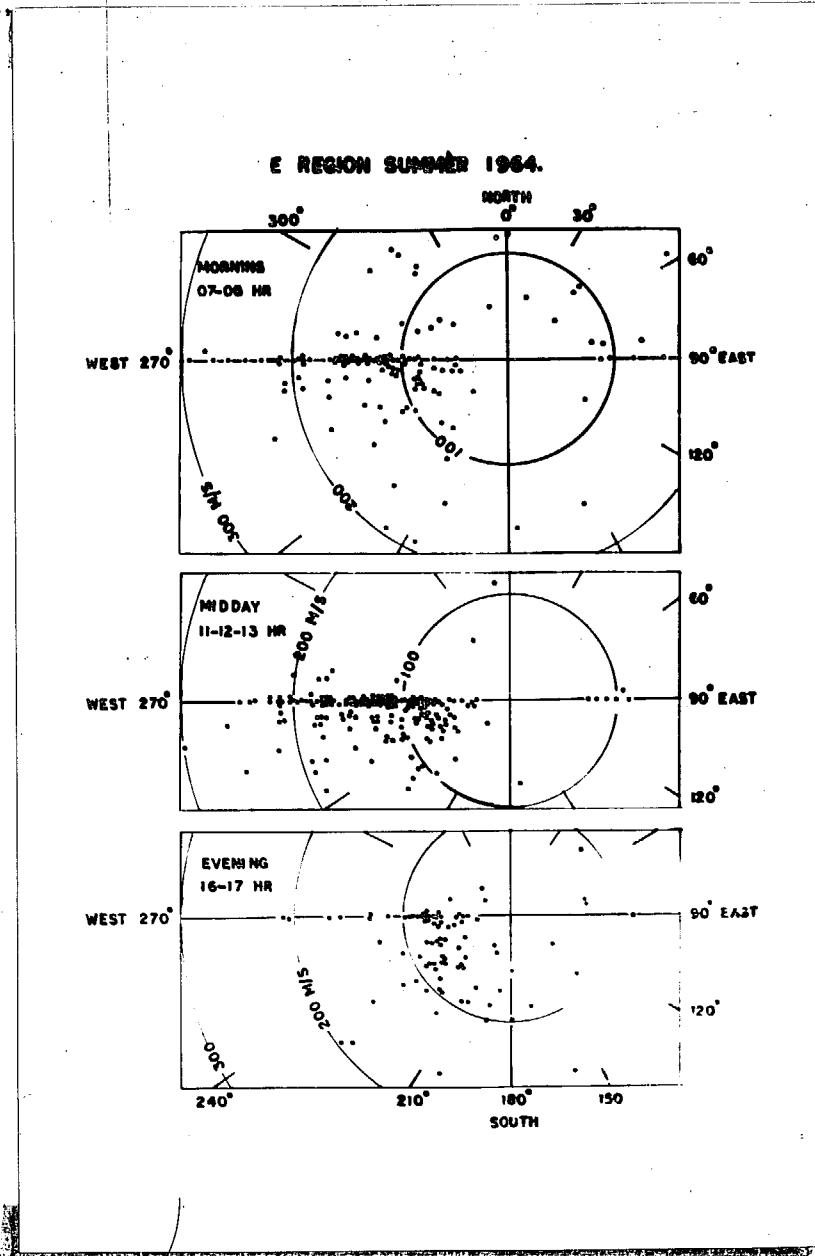 E REGION SUMMER 1964.
NORTH
300° 0° 30°
MORNING
07-08 HR
60°
WEST 270° 90° EAST
100
120°
200
300 M/S
MIDDAY
11-12-13 HR
200 M/S
60°
100
WEST 270° 90° EAST
120°
EVENING
16-17 HR
WEST 270° 90° EAST
200 M/S
120°
300
240° 210° 180° 150
SOUTH